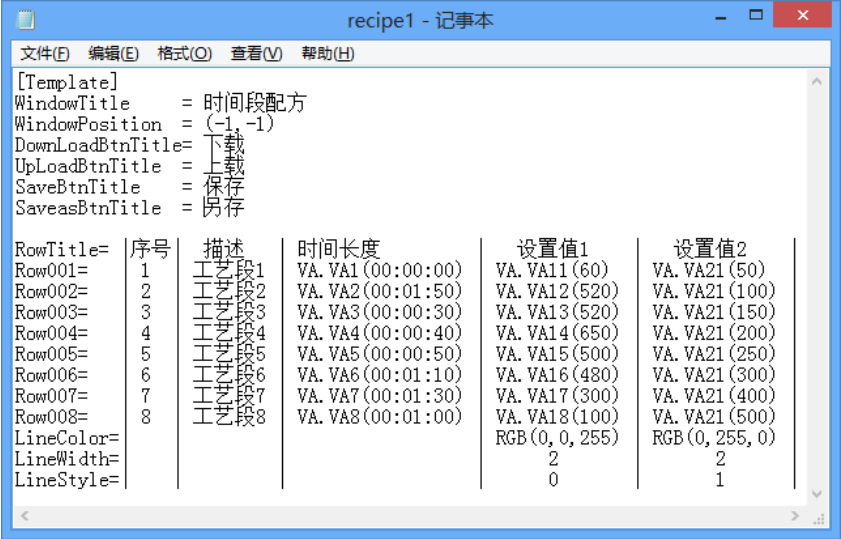 recipe1 - 记事本
文件(F) 编辑(E) 格式(O) 查看(V) 帮助(H)
[Template]
WindowTitle = 时间段配方
WindowPosition = (-1,-1)
DownLoadBtnTitle= 下载
UpLoadBtnTitle = 上载
SaveBtnTitle = 保存
SaveasBtnTitle = 另存
RowTitle= |序号| 描述 | 时间长度 | 设置值1 | 设置值2 |
Row001= | 1 | 工艺段1 | VA.VA1(00:00:00) | VA.VA11(60) | VA.VA21(50) |
Row002= | 2 | 工艺段2 | VA.VA2(00:01:50) | VA.VA12(520) | VA.VA21(100) |
Row003= | 3 | 工艺段3 | VA.VA3(00:00:30) | VA.VA13(520) | VA.VA21(150) |
Row004= | 4 | 工艺段4 | VA.VA4(00:00:40) | VA.VA14(650) | VA.VA21(200) |
Row005= | 5 | 工艺段5 | VA.VA5(00:00:50) | VA.VA15(500) | VA.VA21(250) |
Row006= | 6 | 工艺段6 | VA.VA6(00:01:10) | VA.VA16(480) | VA.VA21(300) |
Row007= | 7 | 工艺段7 | VA.VA7(00:01:30) | VA.VA17(300) | VA.VA21(400) |
Row008= | 8 | 工艺段8 | VA.VA8(00:01:00) | VA.VA18(100) | VA.VA21(500) |
LineColor=| | | | RGB(0,0,255) | RGB(0,255,0) |
LineWidth=| | | | 2 | 2 |
LineStyle=| | | | 0 | 1 |